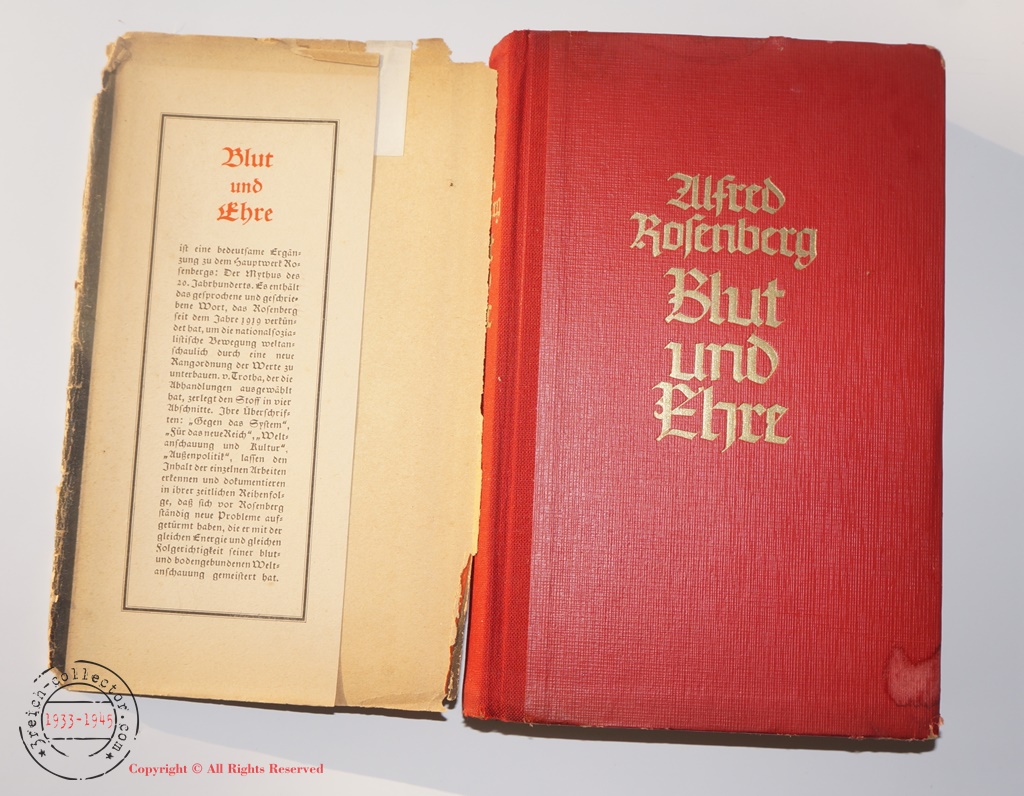 Blut
und
Ehre
ist eine bedeutsame Ergän-
zung zu dem Hauptwerk Ro-
senbergs: Der Mythus des
20. Jahrhunderts. Es enthält
das gesprochene und geschrie-
bene Wort, das Rosenberg
seit dem Jahre 1919 verkün-
det hat, um die nationalsozia-
listische Bewegung weltan-
schaulich durch eine neue
Rangordnung der Werte zu
unterbauen. v. Trotha, der die
Abhandlungen ausgewählt
hat, zerlegt den Stoff in vier
Abschnitte. Ihre Überschrif-
ten: „Gegen das System“,
„Für das neue Reich“, „Welt-
anschauung und Kultur“,
„Außenpolitik“, lassen den
Inhalt der einzelnen Arbeiten
erkennen und dokumentieren
in ihrer zeitlichen Reihenfol-
ge, daß sich vor Rosenberg
ständig neue Probleme auf-
getürmt haben, die er mit der
gleichen Energie und gleichen
Folgerichtigkeit seiner blut-
und bodengebundenen Welt-
anschauung gemeistert hat.
Alfred
Rosenberg
Blut
und
Ehre
3reich-collector.com
1933-1945
Copyright © All Rights Reserved